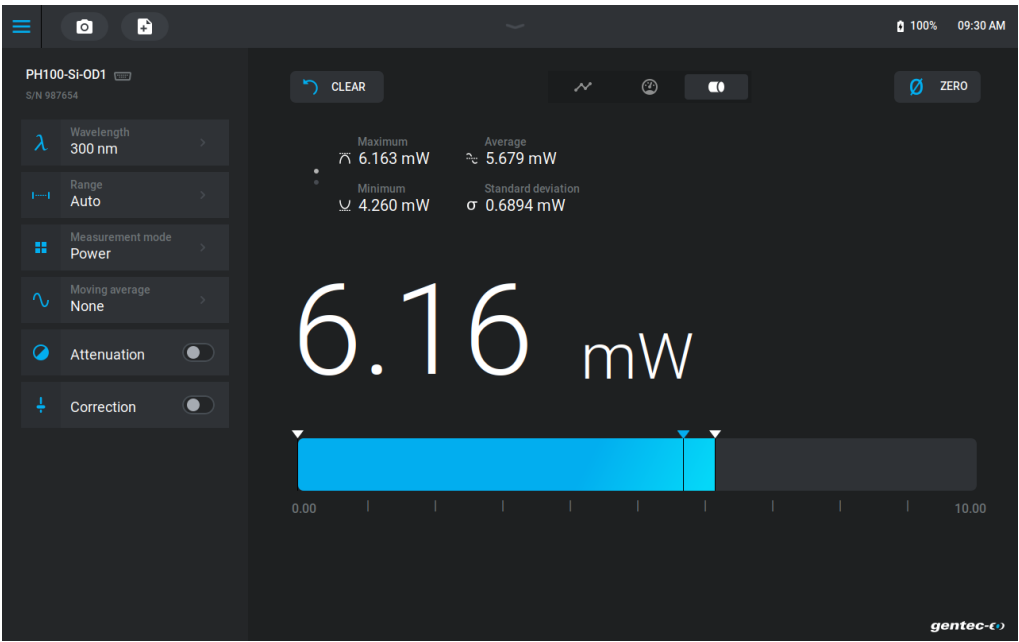 100%
09:30 AM
PH100-Si-OD1
S/N 987654
CLEAR
ZERO
λ
Wavelength
300 nm
Range
Auto
Measurement mode
Power
Moving average
None
Attenuation
Correction
Maximum
6.163 mW
Average
5.679 mW
Minimum
4.260 mW
Standard deviation
σ 0.6894 mW
6.16 mW
0.00
10.00
gentec-eo